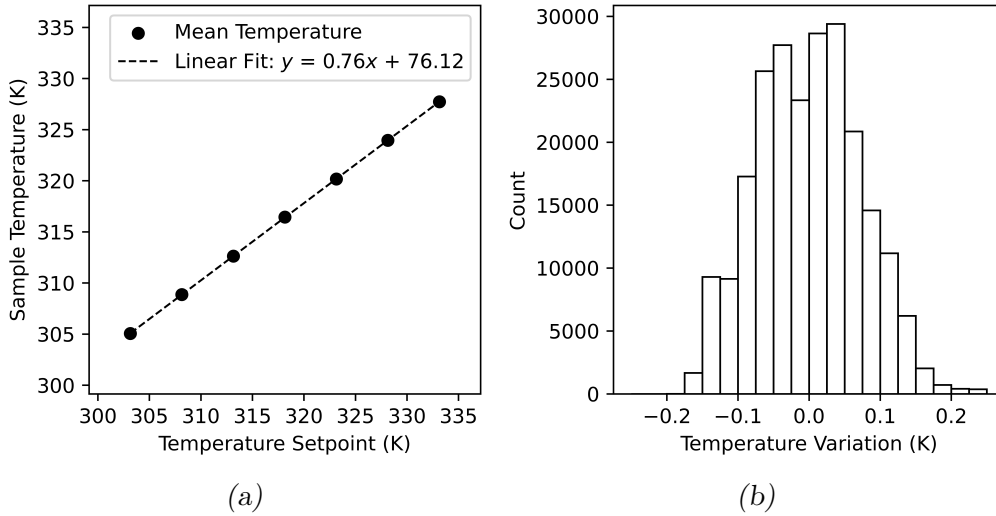 335
330
325
320
315
310
305
300
Sample Temperature (K)
Mean Temperature
Linear Fit: y = 0.76x + 76.12
300 305 310 315 320 325 330 335
Temperature Setpoint (K)
(a)
30000
25000
20000
15000
10000
5000
0
Count
−0.2 −0.1 0.0 0.1 0.2
Temperature Variation (K)
(b)